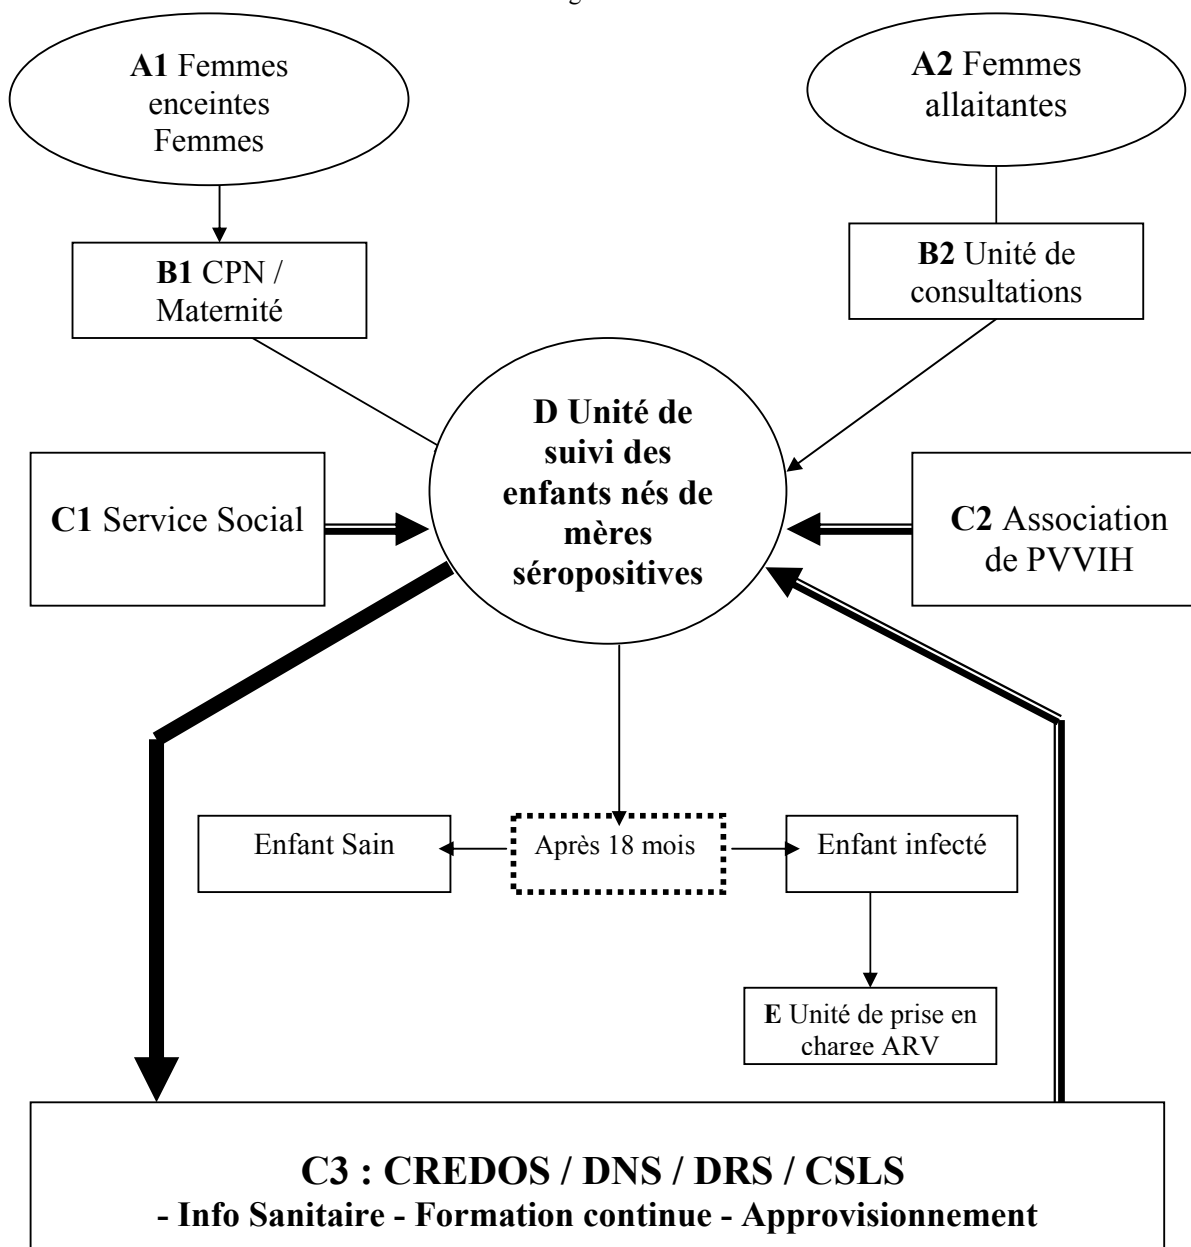 A1 Femmes
enceintes
Femmes
A2 Femmes
allaitantes
B1 CPN /
Maternité
B2 Unité de
consultations
D Unité de
suivi des
enfants nés de
mères
séropositives
C1 Service Social
C2 Association
de PVVIH
Enfant Sain
Après 18 mois
Enfant infecté
E Unité de prise en
charge ARV
C3 : CREDOS / DNS / DRS / CSLS
- Info Sanitaire - Formation continue - Approvisionnement